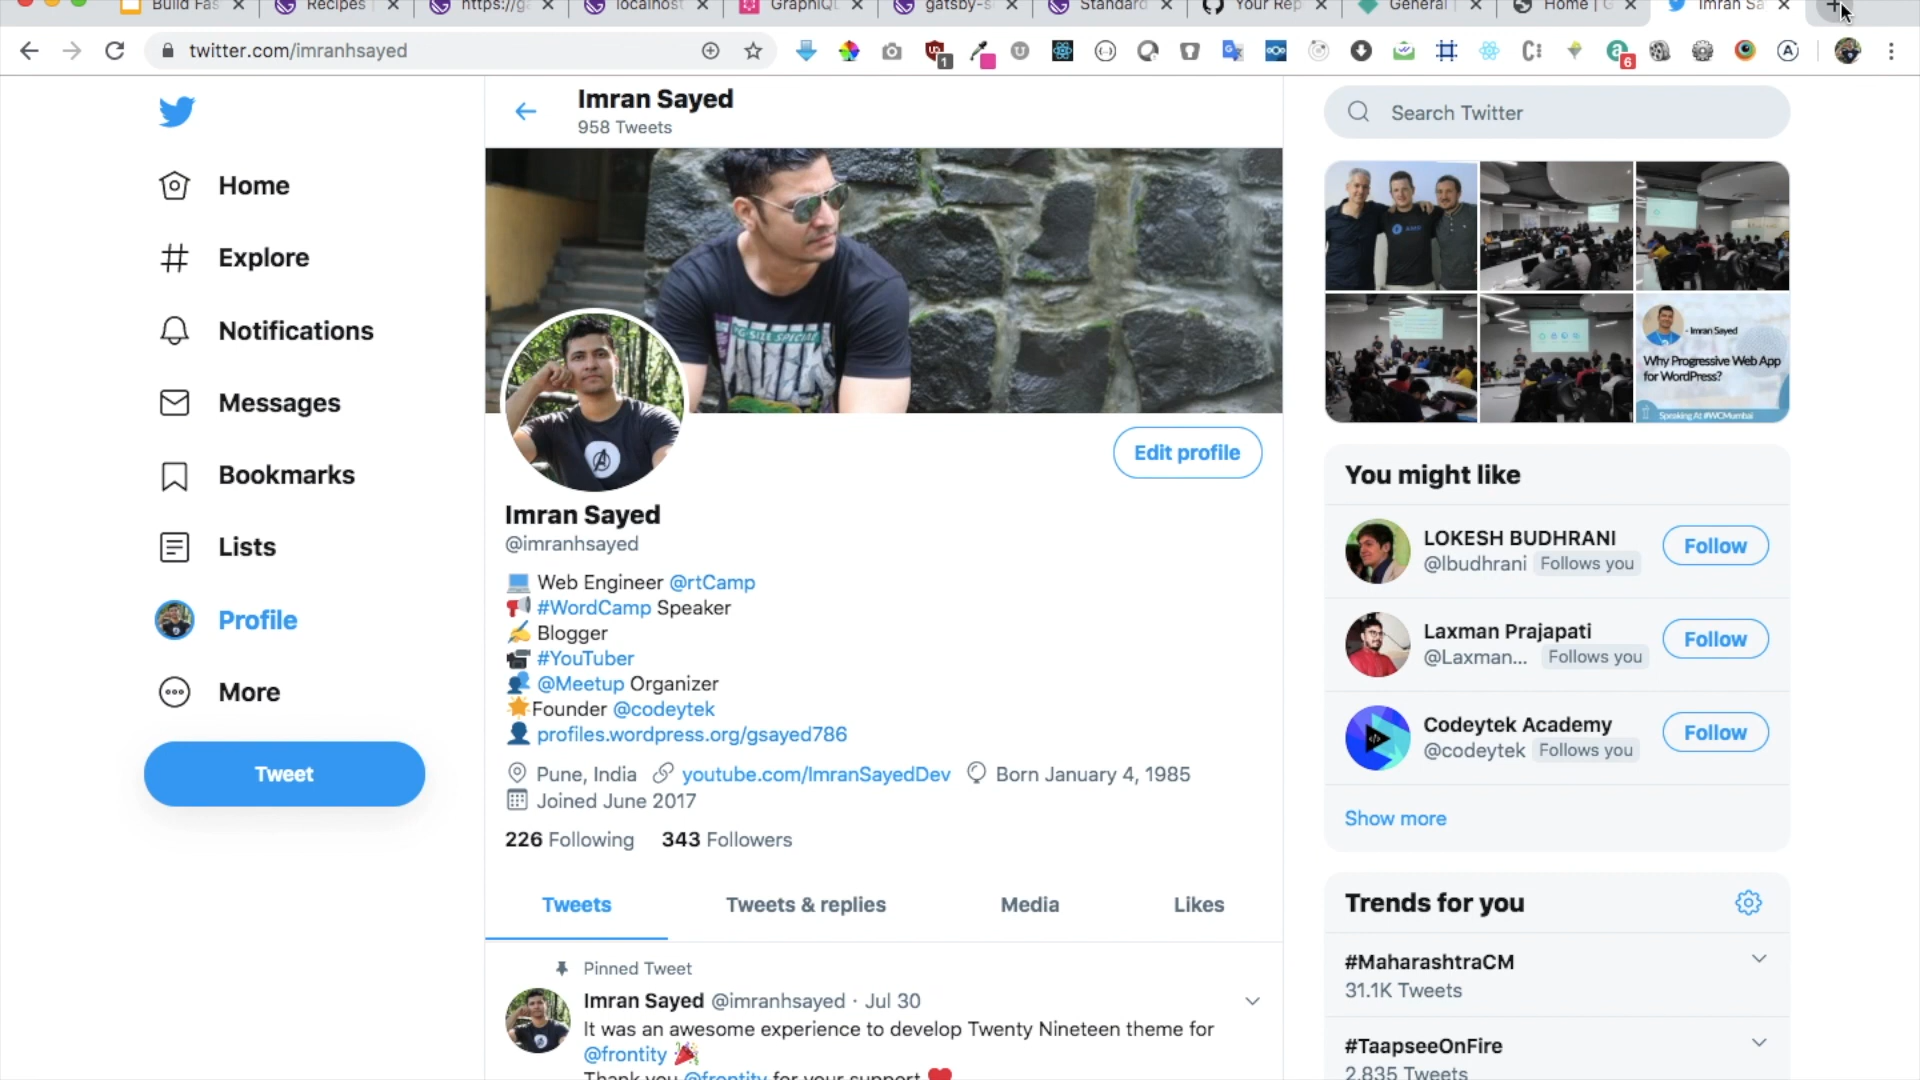 Build Fas
Recipes
https://ga
localhost
GraphiQL
gatsby-s
Standard
Your Rep
General
Home | G
Imran Sa
twitter.com/imranhsayed
1
6
Imran Sayed
958 Tweets
Search Twitter
Home
Explore
Notifications
Messages
Bookmarks
Lists
Profile
More
Tweet
- Imran Sayed
Why Progressive Web App
for WordPress?
Speaking At #WCMumbai
Edit profile
Imran Sayed
@imranhsayed
Web Engineer @rtCamp
#WordCamp Speaker
Blogger
#YouTuber
@Meetup Organizer
Founder @codeytek
profiles.wordpress.org/gsayed786
Pune, India youtube.com/ImranSayedDev Born January 4, 1985
Joined June 2017
226 Following 343 Followers
Tweets Tweets & replies Media Likes
Pinned Tweet
Imran Sayed @imranhsayed · Jul 30
It was an awesome experience to develop Twenty Nineteen theme for
@frontity
Thank you @frontity for your support
You might like
LOKESH BUDHRANI
@lbudhrani Follows you
Follow
Laxman Prajapati
@Laxman... Follows you
Follow
Codeytek Academy
@codeytek Follows you
Follow
Show more
Trends for you
#MaharashtraCM
31.1K Tweets
#TaapseeOnFire
2,835 Tweets